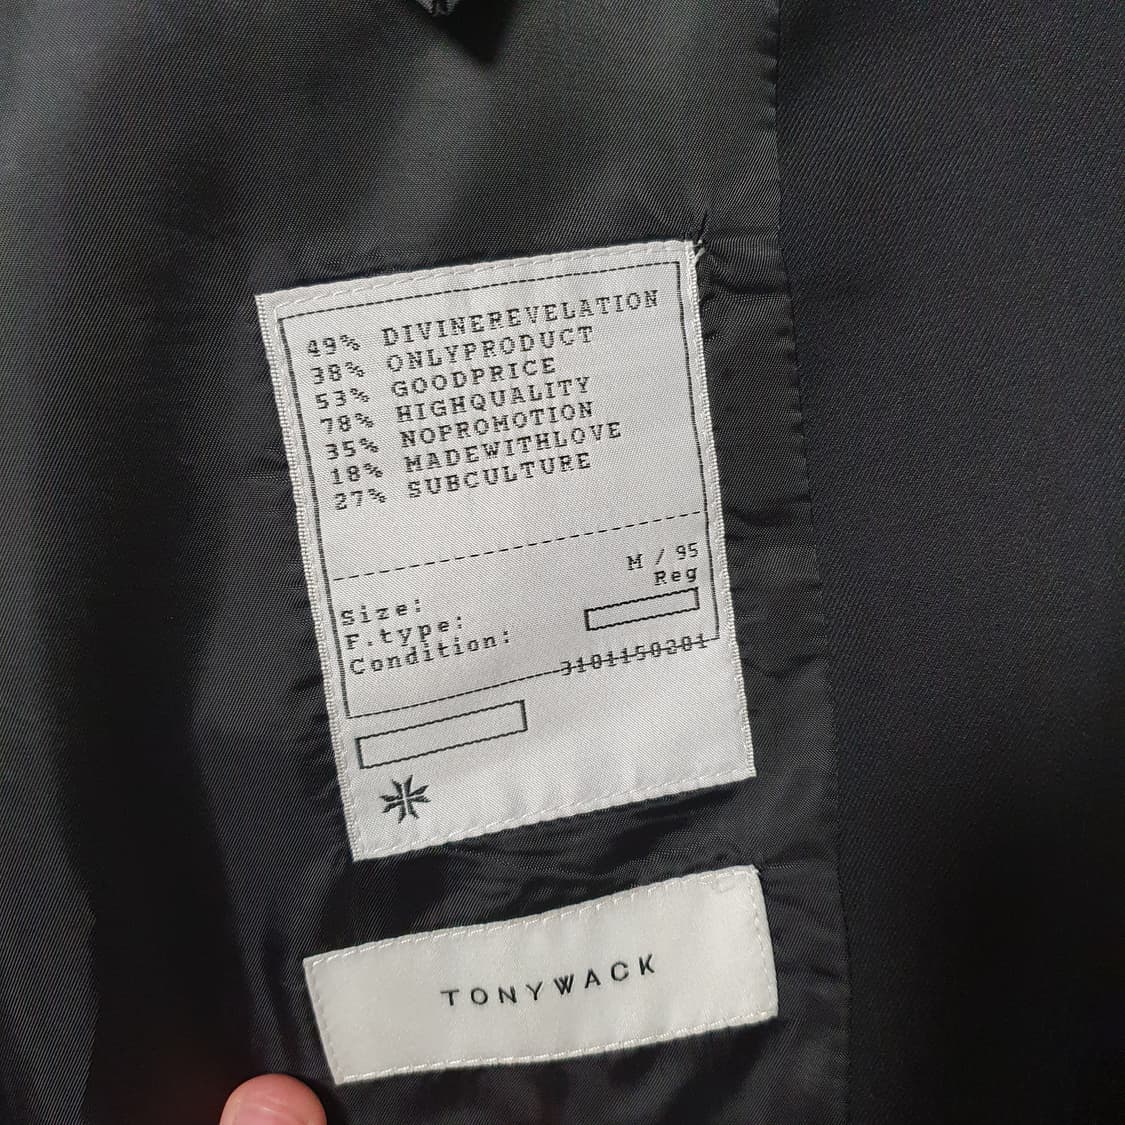 49% DIVINEREVELATION
38% ONLYPRODUCT
53% GOODPRICE
78% HIGHQUALITY
35% NOPROMOTION
18% MADEWITHLOVE
27% SUBCULTURE
Size: M / 95
F.type: Reg
Condition:
3101150201
TONYWACK